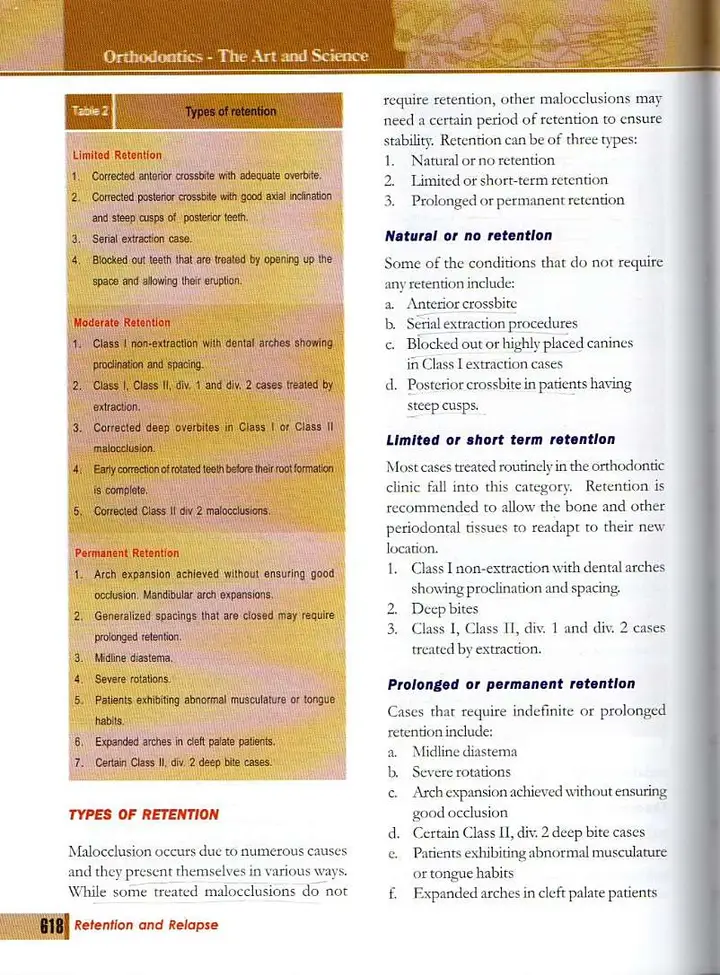 Orthodontics - The Art and Science
Table 2
Types of retention
Limited Retention
1. Corrected anterior crossbite with adequate overbite.
2. Corrected posterior crossbite with good axial inclination
and steep cusps of posterior teeth.
3. Serial extraction case.
4. Blocked out teeth that are treated by opening up the
space and allowing their eruption.
Moderate Retention
1. Class I non-extraction with dental arches showing
proclination and spacing.
2. Class I, Class II, div. 1 and div. 2 cases treated by
extraction.
3. Corrected deep overbites in Class I or Class II
malocclusion.
4. Early correction of rotated teeth before their root formation
is complete.
5. Corrected Class II div 2 malocclusions.
Permanent Retention
1. Arch expansion achieved without ensuring good
occlusion. Mandibular arch expansions.
2. Generalized spacings that are closed may require
prolonged retention.
3. Midline diastema.
4. Severe rotations.
5. Patients exhibiting abnormal musculature or tongue
habits.
6. Expanded arches in cleft palate patients.
7. Certain Class II, div. 2 deep bite cases.
TYPES OF RETENTION
Malocclusion occurs due to numerous causes
and they present themselves in various ways.
While some treated malocclusions do not
require retention, other malocclusions may
need a certain period of retention to ensure
stability. Retention can be of three types:
1. Natural or no retention
2. Limited or short-term retention
3. Prolonged or permanent retention
Natural or no retention
Some of the conditions that do not require
any retention include:
a. Anterior crossbite
b. Serial extraction procedures
c. Blocked out or highly placed canines
in Class I extraction cases
d. Posterior crossbite in patients having
steep cusps.
Limited or short term retention
Most cases treated routinely in the orthodontic
clinic fall into this category. Retention is
recommended to allow the bone and other
periodontal tissues to readapt to their new
location.
1. Class I non-extraction with dental arches
showing proclination and spacing.
2. Deep bites
3. Class I, Class II, div. 1 and div. 2 cases
treated by extraction.
Prolonged or permanent retention
Cases that require indefinite or prolonged
retention include:
a. Midline diastema
b. Severe rotations
c. Arch expansion achieved without ensuring
good occlusion
d. Certain Class II, div. 2 deep bite cases
e. Patients exhibiting abnormal musculature
or tongue habits
f. Expanded arches in cleft palate patients
618 Retention and Relapse